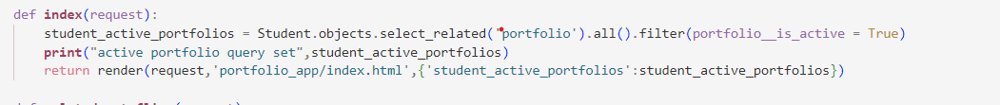 def index(request):
student_active_portfolios = Student.objects.select_related('portfolio').all().filter(portfolio__is_active = True)
print("active portfolio query set",student_active_portfolios)
return render(request,'portfolio_app/index.html',{'student_active_portfolios':student_active_portfolios})